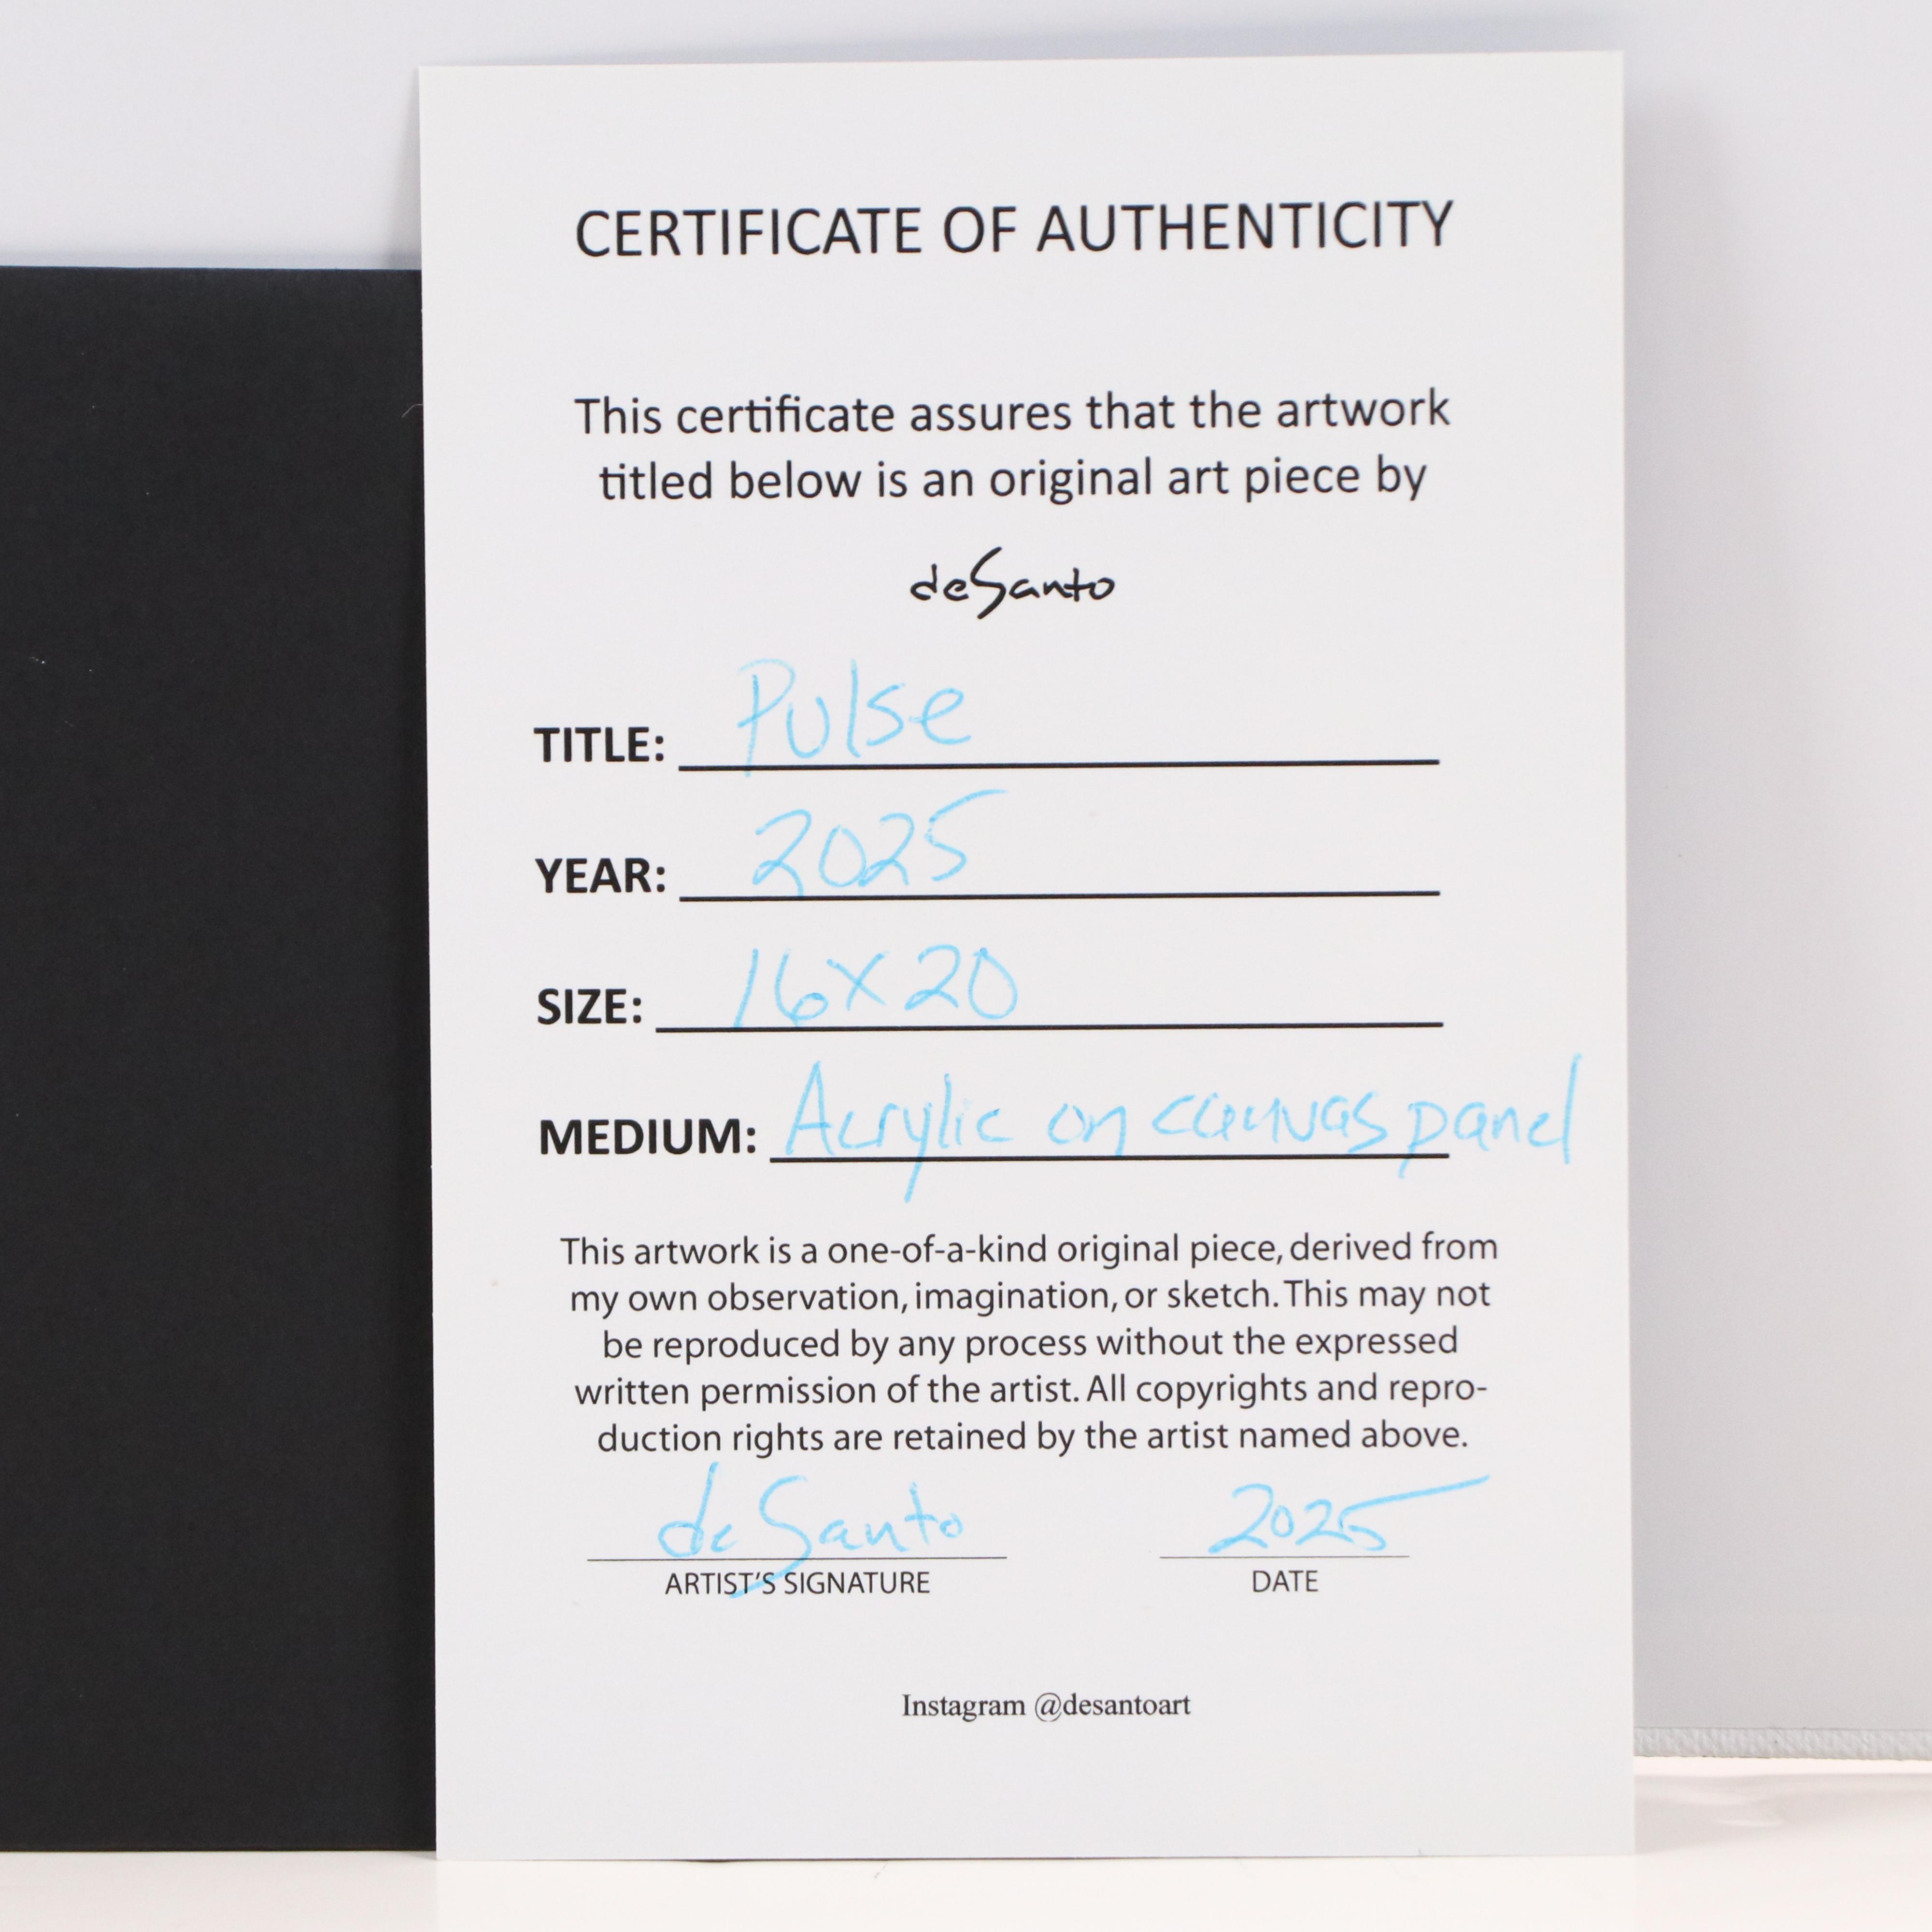 CERTIFICATE OF AUTHENTICITY
This certificate assures that the artwork
titled below is an original art piece by
deSanto
TITLE: Pulse
YEAR: 2025
SIZE: 16x20
MEDIUM: Acrylic on canvas panel
This artwork is a one-of-a-kind original piece, derived from
my own observation, imagination, or sketch. This may not
be reproduced by any process without the expressed
written permission of the artist. All copyrights and repro-
duction rights are retained by the artist named above.
deSanto 2025
ARTIST'S SIGNATURE DATE
Instagram @desantoart